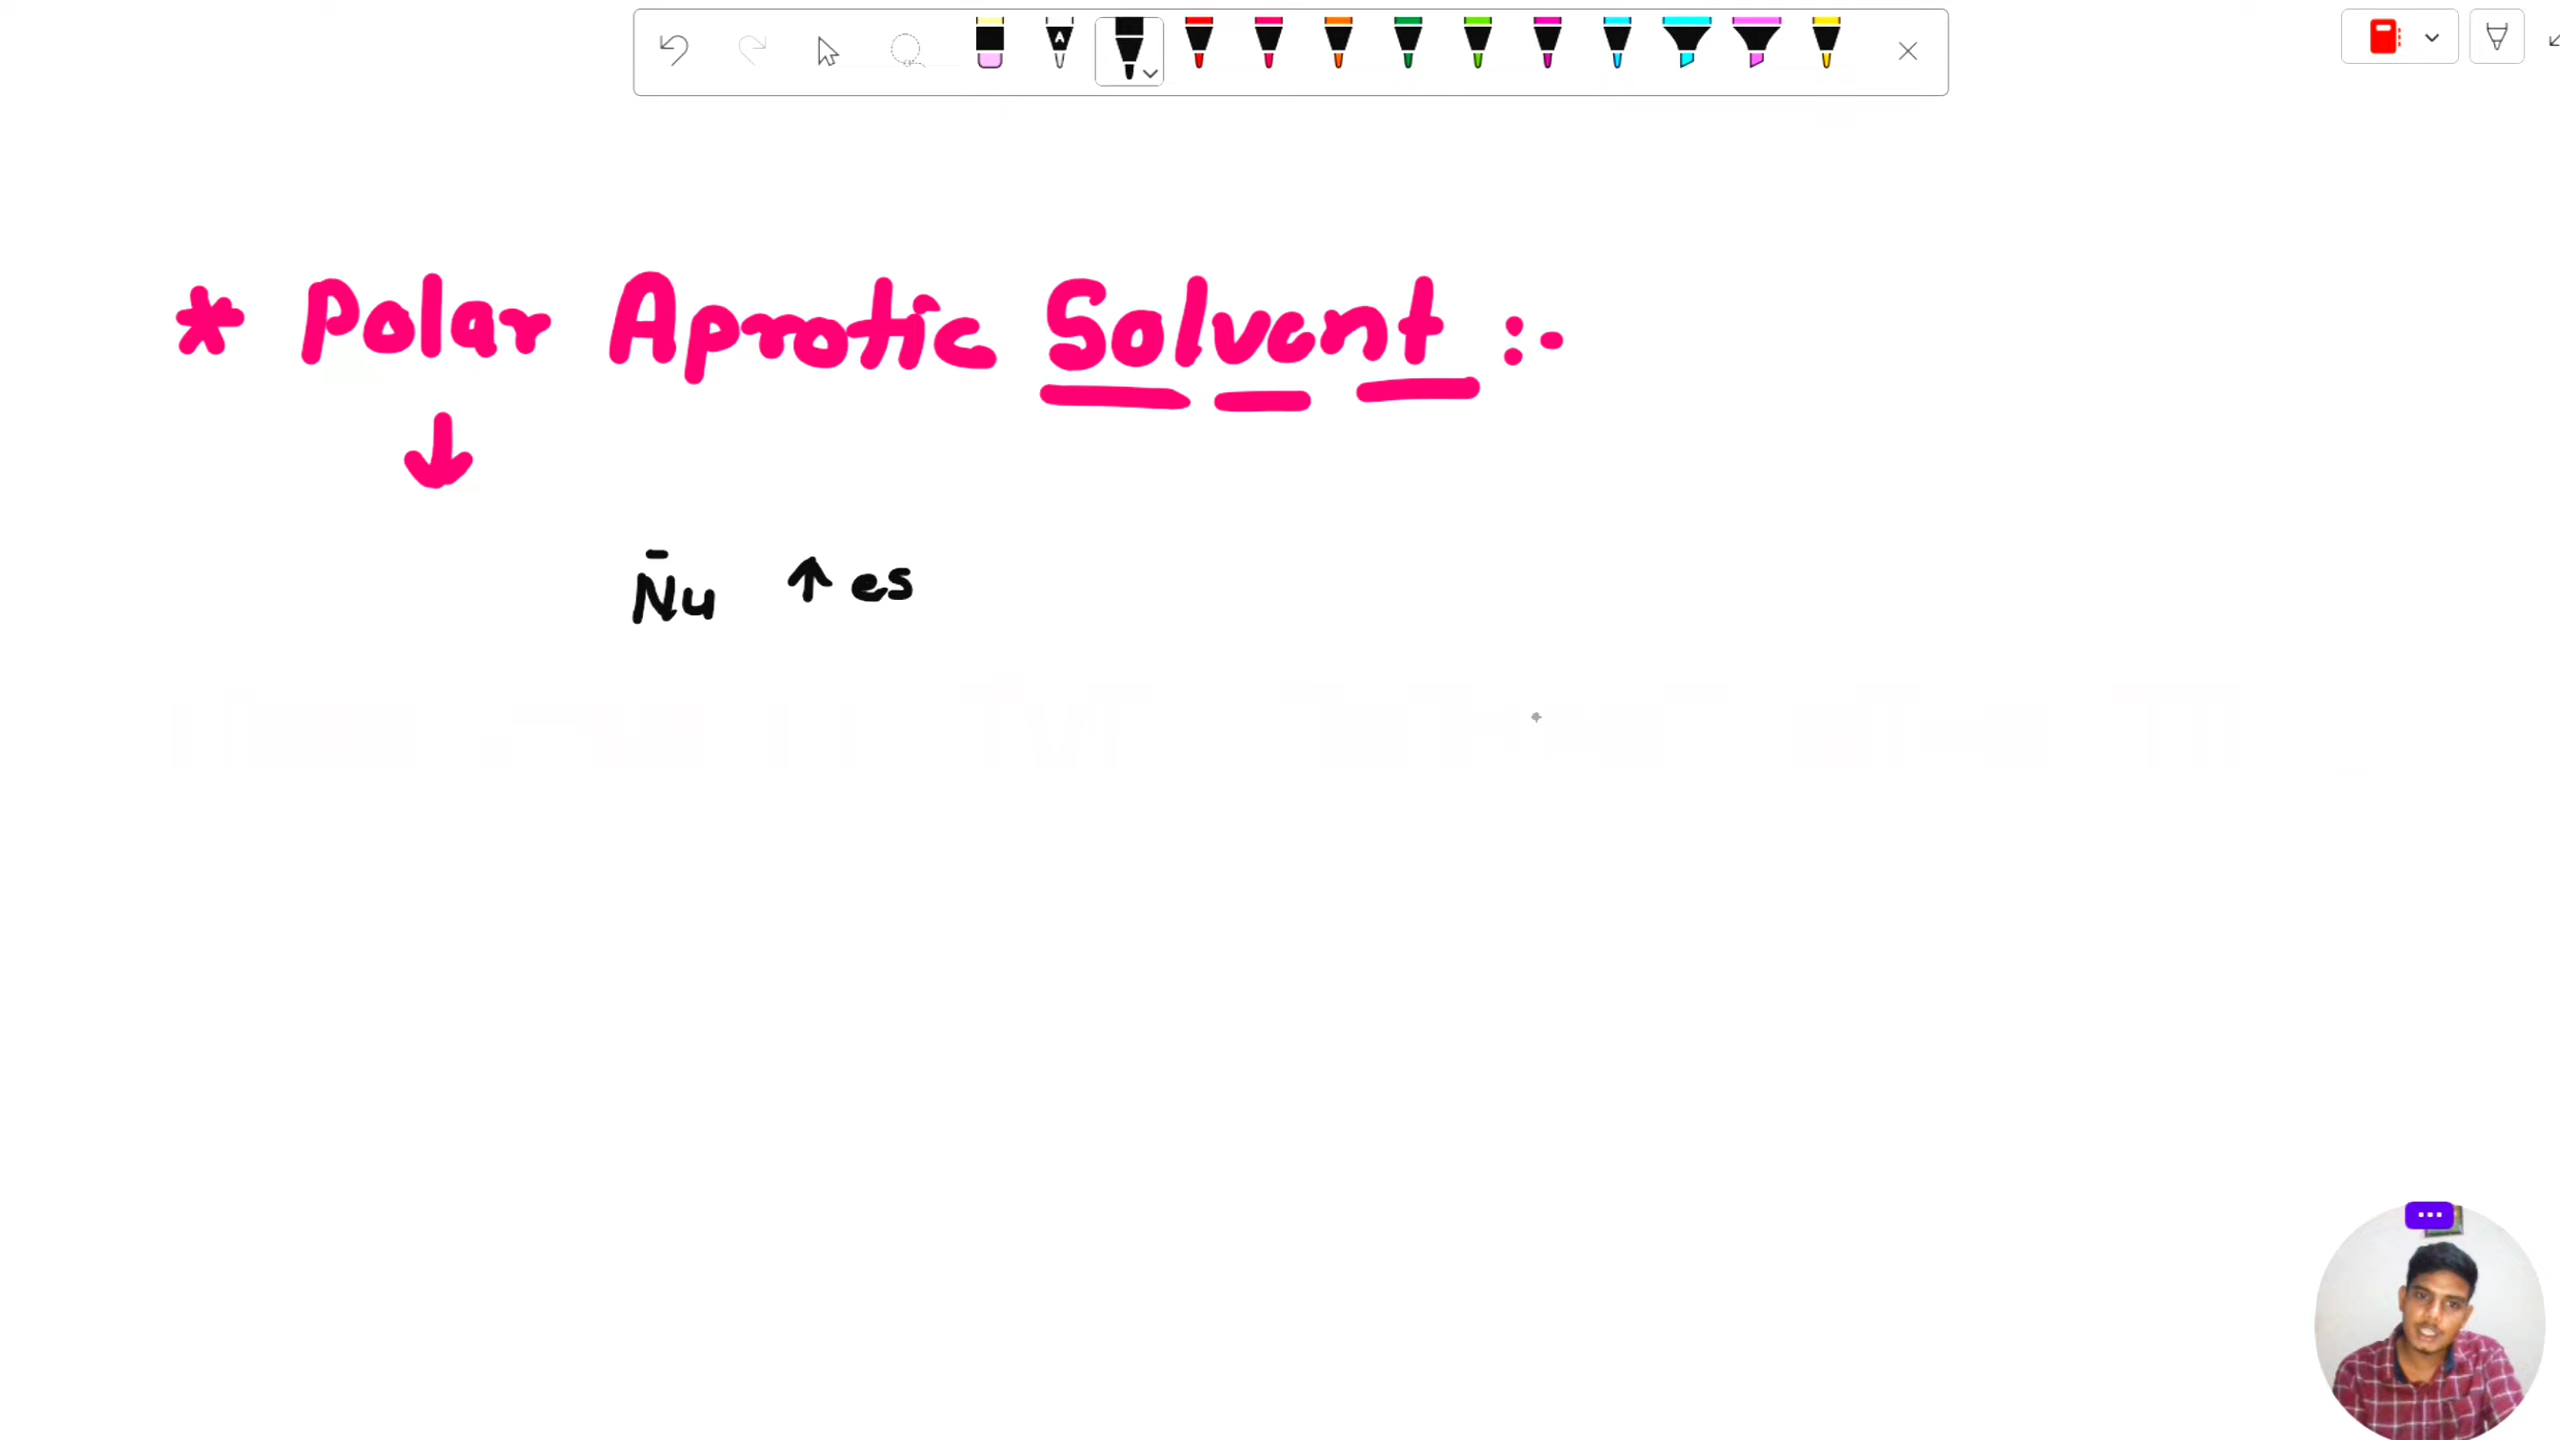 * Polar Aprotic Solvent :-
↓
N̄u ↑es